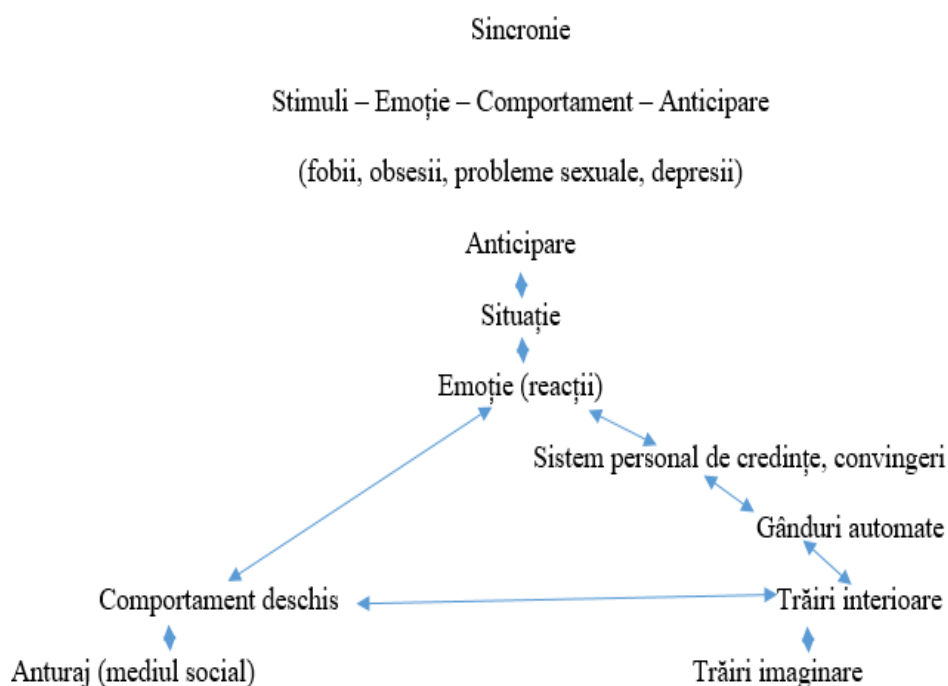 Sincronie
Stimuli – Emoție – Comportament – Anticipare
(fobii, obsesii, probleme sexuale, depresii)
Anticipare
Situație
Emoție (reacții)
Sistem personal de credințe, convingeri
Gânduri automate
Comportament deschis
Trăiri interioare
Anturaj (mediul social)
Trăiri imaginare